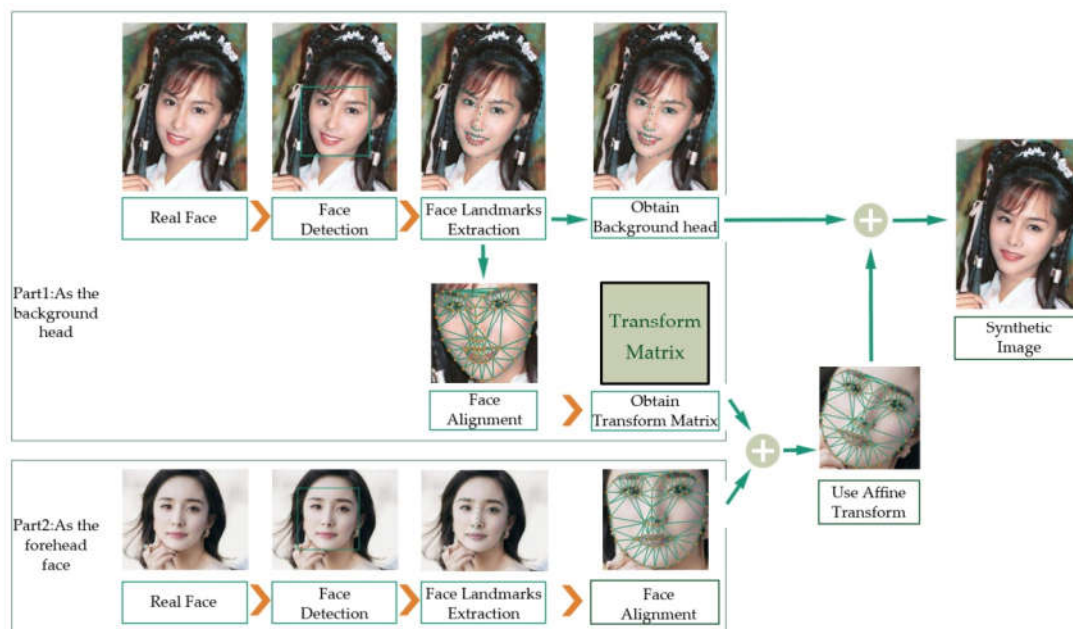 Real Face
Face
Detection
Face Landmarks
Extraction
Obtain
Background head
Part1:As the
background
head
Transform
Matrix
Face
Alignment
Obtain
Transform Matrix
Synthetic
Image
Use Affine
Transform
Part2:As the
forehead
face
Real Face
Face
Detection
Face Landmarks
Extraction
Face
Alignment